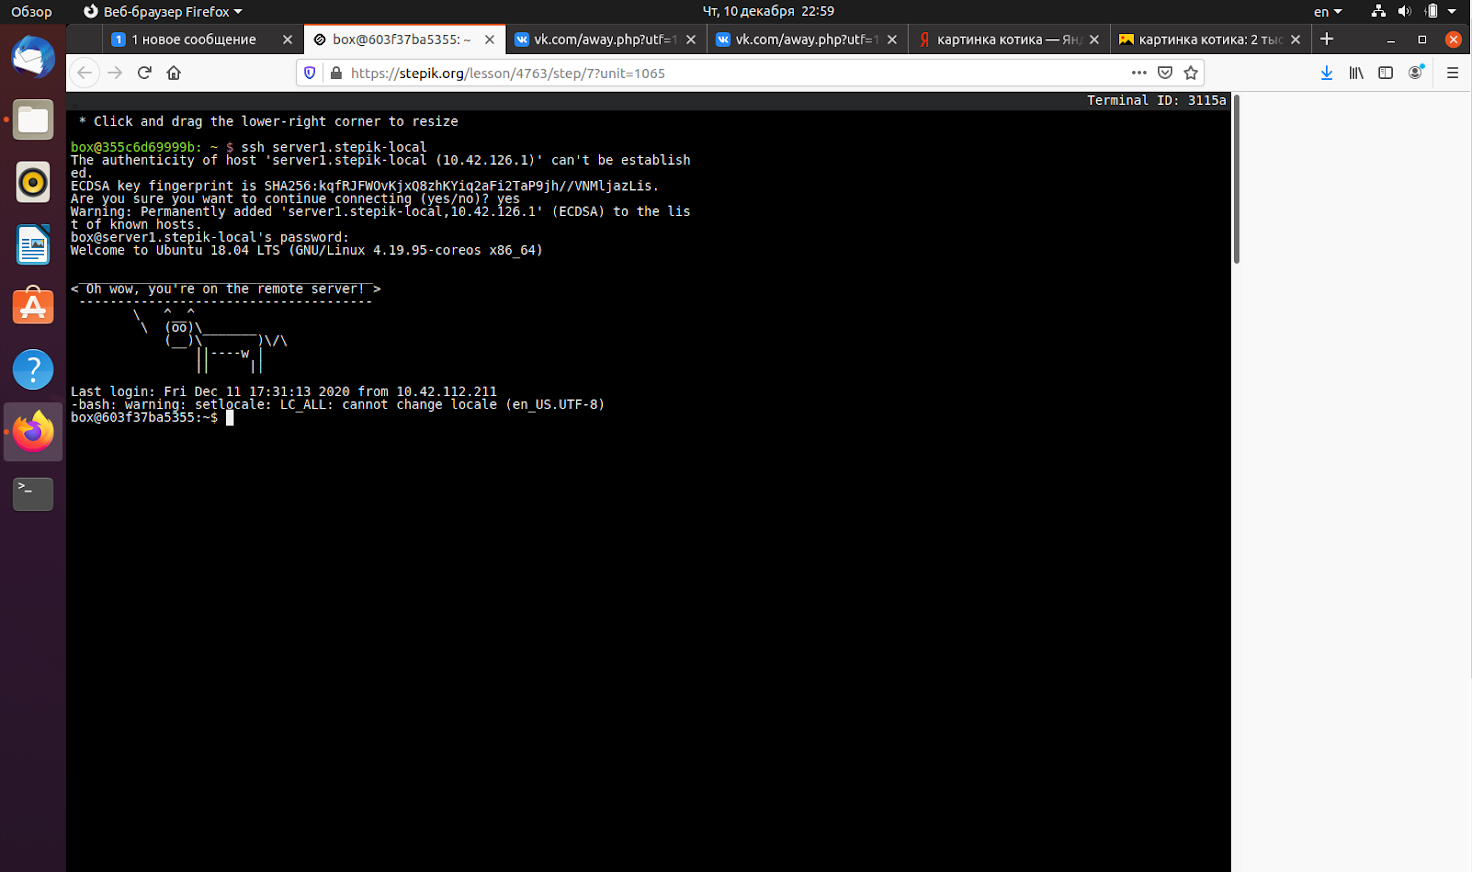 Обзор
Веб-браузер Firefox
Чт, 10 декабря 22:59
en
1 новое сообщение
box@603f37ba5355: ~
vk.com/away.php?utf=1
vk.com/away.php?utf=1
картинка котика — Янд
картинка котика: 2 тыс
https://stepik.org/lesson/4763/step/7?unit=1065
Terminal ID: 3115a
* Click and drag the lower-right corner to resize
box@355c6d69999b: ~ $ ssh server1.stepik-local
The authenticity of host 'server1.stepik-local (10.42.126.1)' can't be establish
ed.
ECDSA key fingerprint is SHA256:kqfRJFWOvKjxQ8zhKYiq2aFi2TaP9jh//VNMljazLis.
Are you sure you want to continue connecting (yes/no)? yes
Warning: Permanently added 'server1.stepik-local,10.42.126.1' (ECDSA) to the lis
t of known hosts.
box@server1.stepik-local's password:
Welcome to Ubuntu 18.04 LTS (GNU/Linux 4.19.95-coreos x86_64)
< Oh wow, you're on the remote server! >
Last login: Fri Dec 11 17:31:13 2020 from 10.42.112.211
-bash: warning: setlocale: LC_ALL: cannot change locale (en_US.UTF-8)
box@603f37ba5355:~$